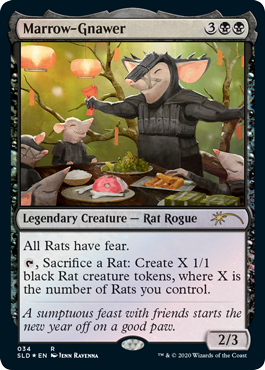 Marrow-Gnawer 3
Legendary Creature — Rat Rogue
All Rats have fear.
, Sacrifice a Rat: Create X 1/1
black Rat creature tokens, where X is
the number of Rats you control.
A sumptuous feast with friends starts the
new year off on a good paw.
2/3
034 R
SLD EN JENN RAVENNA
™ & © 2020 Wizards of the Coast